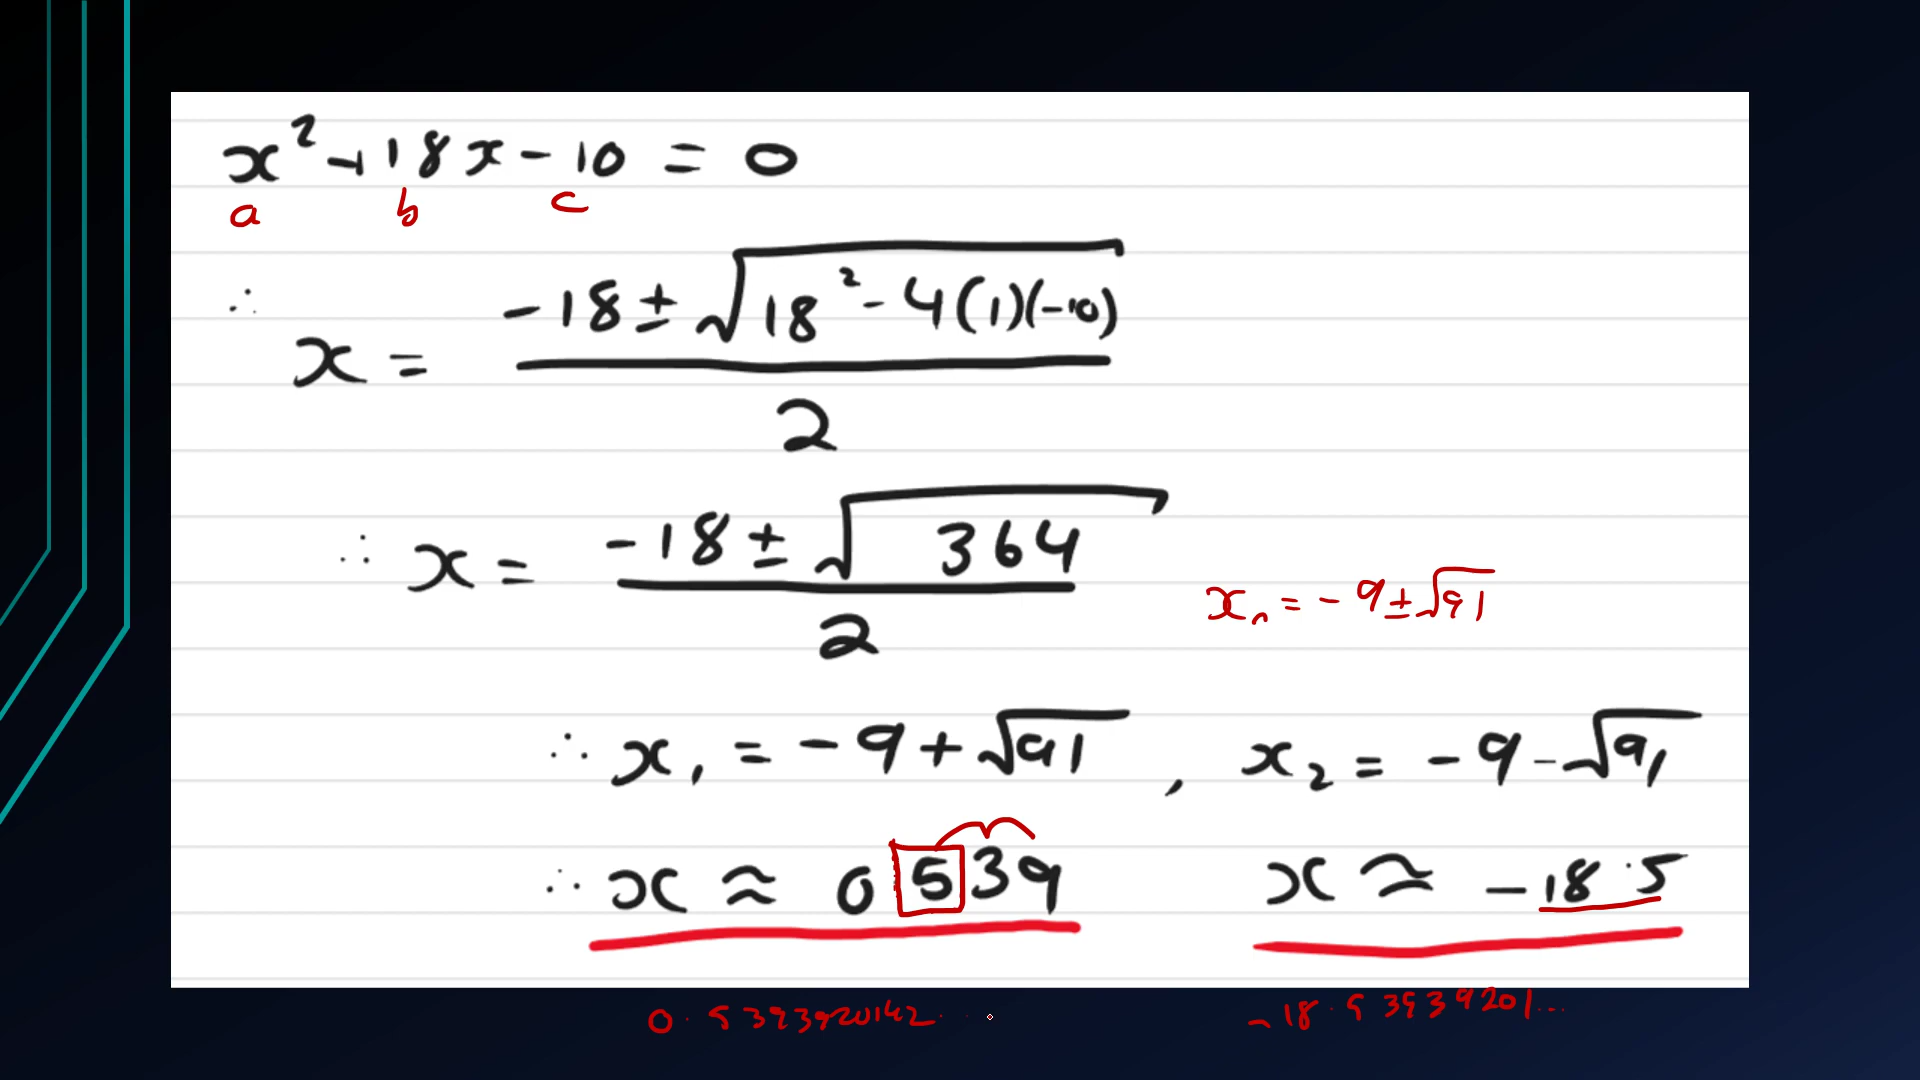 x² + 18x - 10 = 0
a b c
∴ x = (-18 ± √(18² - 4(1)(-10))) / 2
∴ x = (-18 ± √364) / 2
xₙ = -9 ± √91
∴ x₁ = -9 + √91 , x₂ = -9 - √91
∴ x ≈ 0.539 x ≈ -18.5
0.5393920142... -18.53939201...